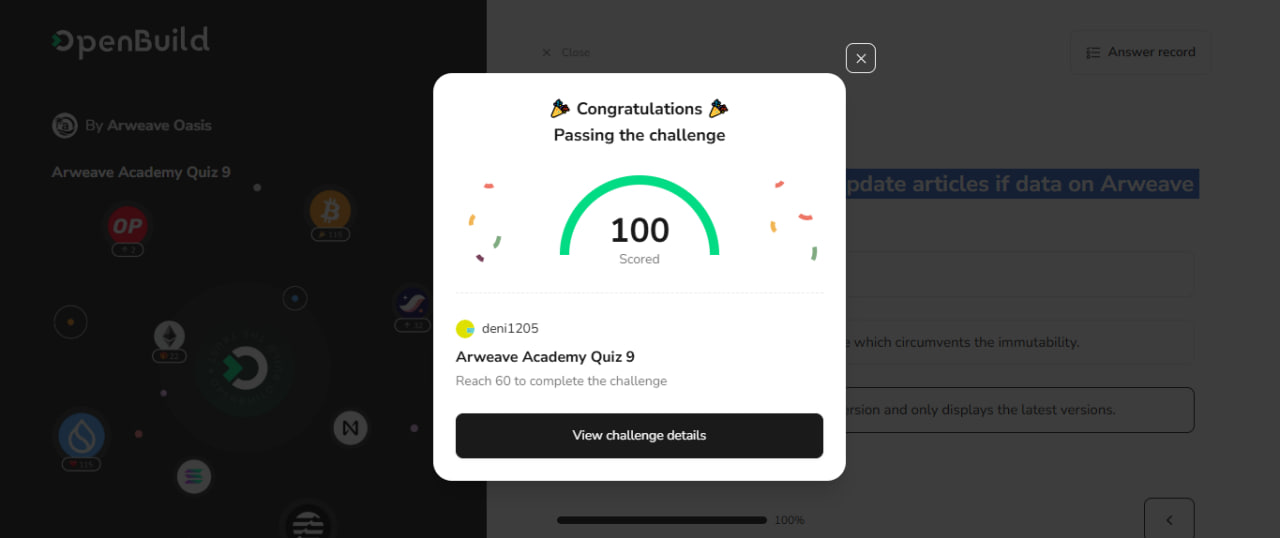 OpenBuild
By Arweave Oasis
Arweave Academy Quiz 9
OP
2
115
22
32
115
Close
Answer record
Congratulations
Passing the challenge
100
Scored
deni1205
Arweave Academy Quiz 9
Reach 60 to complete the challenge
View challenge details
pdate articles if data on Arweave
e which circumvents the immutability.
ersion and only displays the latest versions.
100%